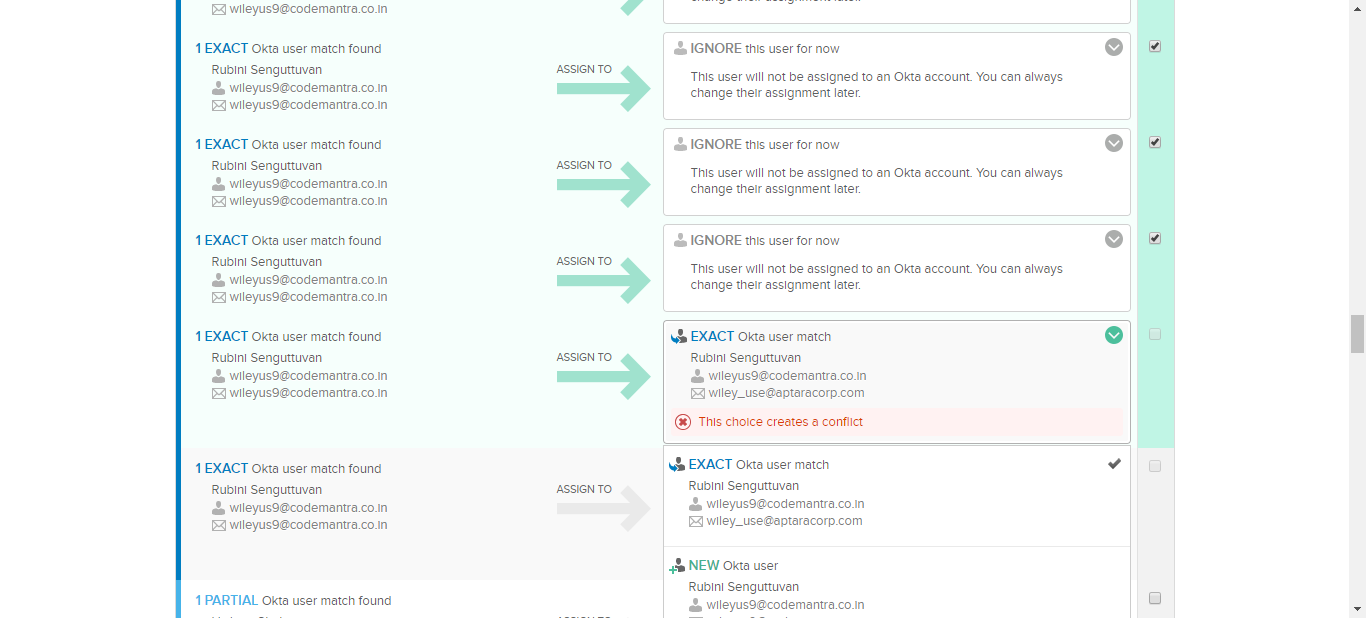 wileyus9@codemantra.co.in
change their assignment later.
1 EXACT Okta user match found
Rubini Senguttuvan
wileyus9@codemantra.co.in
wileyus9@codemantra.co.in
ASSIGN TO
IGNORE this user for now
This user will not be assigned to an Okta account. You can always
change their assignment later.
1 EXACT Okta user match found
Rubini Senguttuvan
wileyus9@codemantra.co.in
wileyus9@codemantra.co.in
ASSIGN TO
IGNORE this user for now
This user will not be assigned to an Okta account. You can always
change their assignment later.
1 EXACT Okta user match found
Rubini Senguttuvan
wileyus9@codemantra.co.in
wileyus9@codemantra.co.in
ASSIGN TO
IGNORE this user for now
This user will not be assigned to an Okta account. You can always
change their assignment later.
1 EXACT Okta user match found
Rubini Senguttuvan
wileyus9@codemantra.co.in
wileyus9@codemantra.co.in
ASSIGN TO
EXACT Okta user match
Rubini Senguttuvan
wileyus9@codemantra.co.in
wiley_use@aptaracorp.com
This choice creates a conflict
1 EXACT Okta user match found
Rubini Senguttuvan
wileyus9@codemantra.co.in
wileyus9@codemantra.co.in
ASSIGN TO
EXACT Okta user match
Rubini Senguttuvan
wileyus9@codemantra.co.in
wiley_use@aptaracorp.com
NEW Okta user
Rubini Senguttuvan
wileyus9@codemantra.co.in
1 PARTIAL Okta user match found